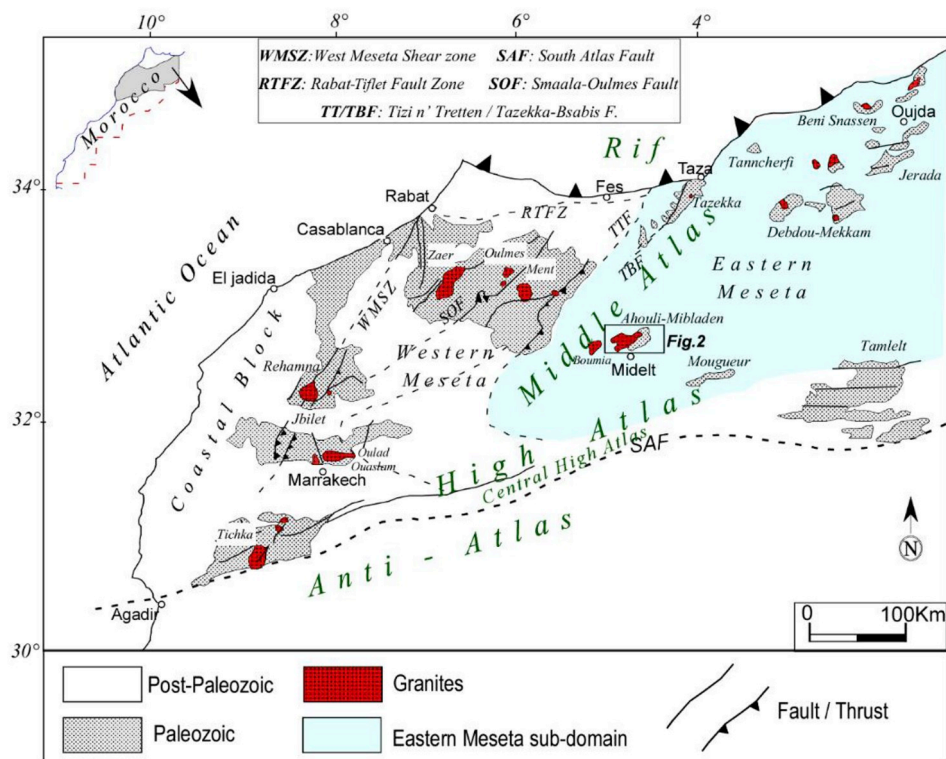 10°
8°
6°
4°
WMSZ: West Meseta Shear zone SAF: South Atlas Fault
RTFZ: Rabat-Tiflet Fault Zone SOF: Smaala-Oulmes Fault
TT/TBF: Tizi n' Tretten / Tazekka-Bsabis F.
Morocco
Beni Snassen
Oujda
Rif
Tanncherfi
Jerada
Taza
34°
Fes
Tazekka
Rabat
RTFZ
TTF
Debdou-Mekkam
Casablanca
Zaer
Oulmes
Ment
TBF
Eastern
Meseta
El jadida
Atlantic Ocean
WMSZ
SOF
Middle Atlas
Ahouli-Mibladen
Fig.2
Boumia
Midelt
Tamlelt
Mougueur
Western
Meseta
Coastal Block
Rehamna
32°
Jbilet
Oulad
Ouaslam
Marrakech
High Atlas
Central High Atlas
SAF
Tichka
Anti - Atlas
N
Agadir
0 100Km
30°
Post-Paleozoic
Granites
Fault / Thrust
Paleozoic
Eastern Meseta sub-domain